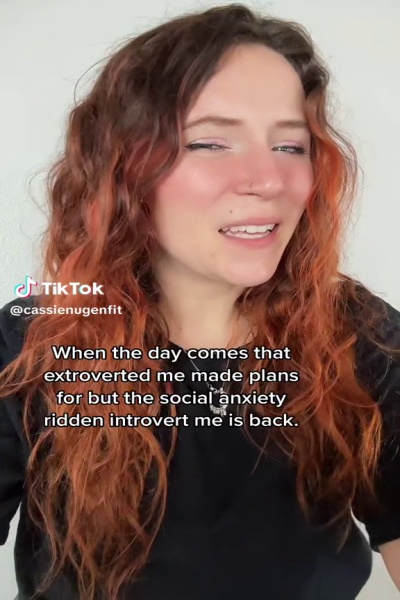 TikTok
@cassienugenfit
When the day comes that
extroverted me made plans
for but the social anxiety
ridden introvert me is back.